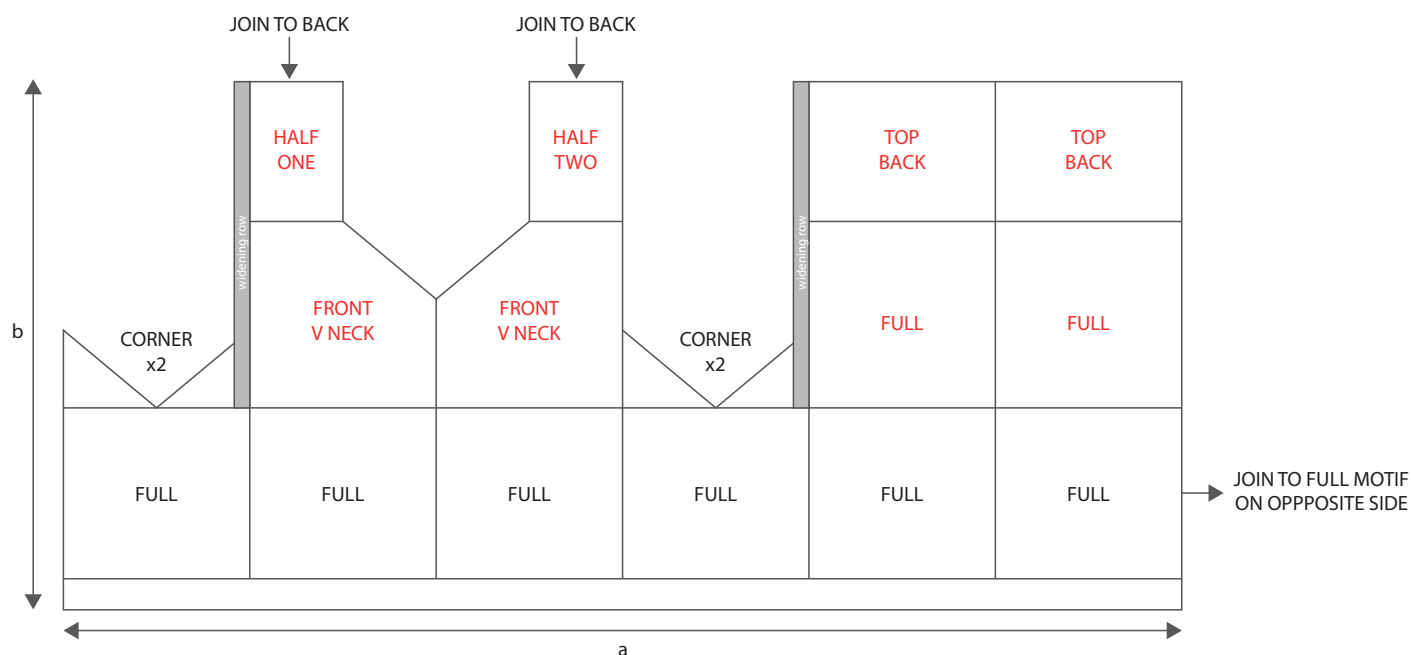 JOIN TO BACK
JOIN TO BACK
HALF
ONE
HALF
TWO
TOP
BACK
TOP
BACK
widening row
widening row
FRONT
V NECK
FRONT
V NECK
FULL
FULL
b
CORNER
x2
CORNER
x2
FULL
FULL
FULL
FULL
FULL
FULL
JOIN TO FULL MOTIF
ON OPPPOSITE SIDE
a